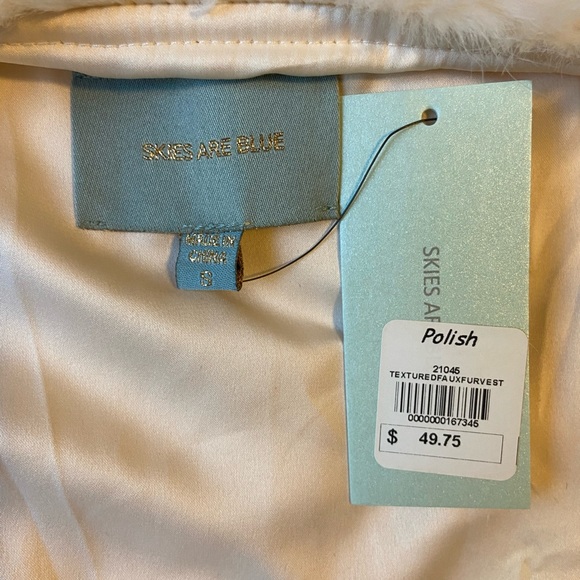 SKIES ARE BLUE
MADE IN
CHINA
S
SKIES AR
Polish
21045
TEXTUREDFAUXFURVEST
0000000167345
$ 49.75